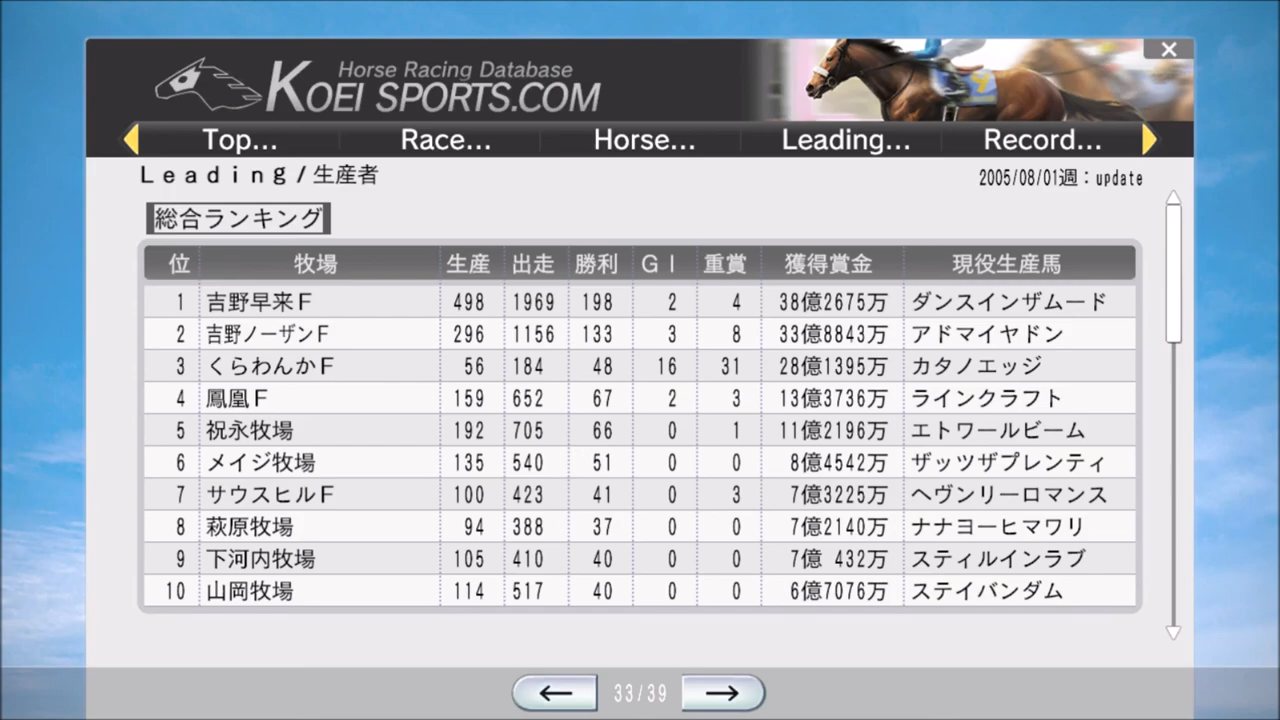 Horse Racing Database
KOEI SPORTS.COM
Top... Race... Horse... Leading... Record...
Leading/生産者 2005/08/01週：update
総合ランキング
位 牧場 生産 出走 勝利 GⅠ 重賞 獲得賞金 現役生産馬
1 吉野早来F 498 1969 198 2 4 38億2675万 ダンスインザムード
2 吉野ノーザンF 296 1156 133 3 8 33億8843万 アドマイヤドン
3 くらわんかF 56 184 48 16 31 28億1395万 カタノエッジ
4 鳳凰F 159 652 67 2 3 13億3736万 ラインクラフト
5 祝永牧場 192 705 66 0 1 11億2196万 エトワールビーム
6 メイジ牧場 135 540 51 0 0 8億4542万 ザッツザプレンティ
7 サウスヒルF 100 423 41 0 3 7億3225万 ヘヴンリーロマンス
8 萩原牧場 94 388 37 0 0 7億2140万 ナナヨーヒマワリ
9 下河内牧場 105 410 40 0 0 7億 432万 スティルインラブ
10 山岡牧場 114 517 40 0 0 6億7076万 ステイバンダム
← 33/39 →